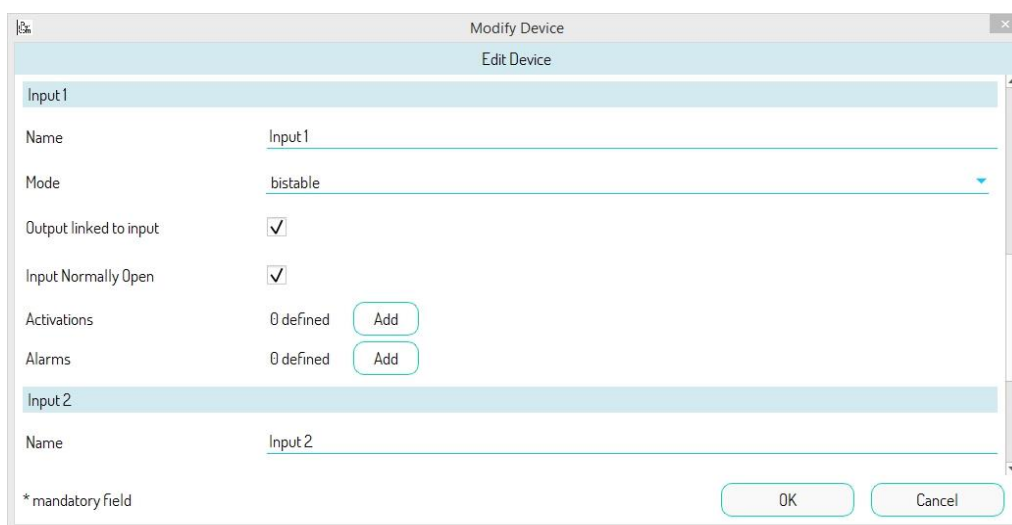 Modify Device
Edit Device
Input 1
Name Input 1
Mode bistable
Output linked to input
Input Normally Open
Activations 0 defined Add
Alarms 0 defined Add
Input 2
Name Input 2
* mandatory field OK Cancel